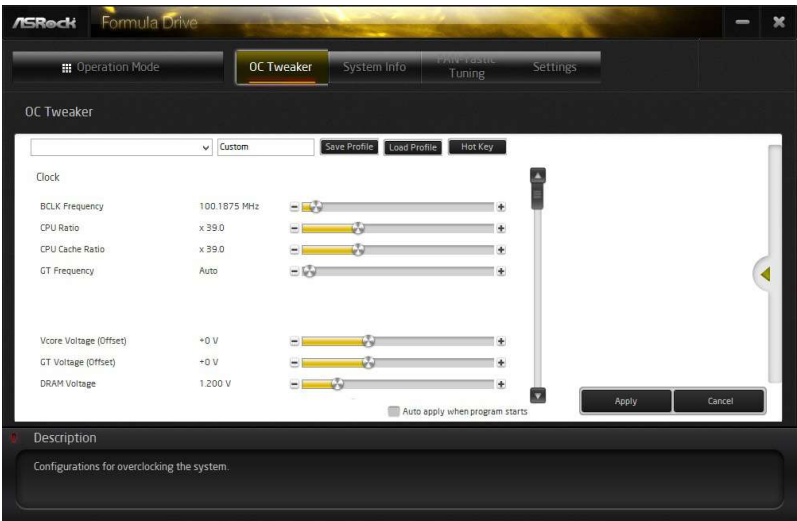 ASRock Formula Drive
Operation Mode OC Tweaker System Info FAN-Tastic Tuning Settings
OC Tweaker
Custom Save Profile Load Profile Hot Key
Clock
BCLK Frequency 100.1875 MHz
CPU Ratio x 39.0
CPU Cache Ratio x 39.0
GT Frequency Auto
Vcore Voltage (Offset) +0 V
GT Voltage (Offset) +0 V
DRAM Voltage 1.200 V
Auto apply when program starts
Apply Cancel
Description
Configurations for overclocking the system.